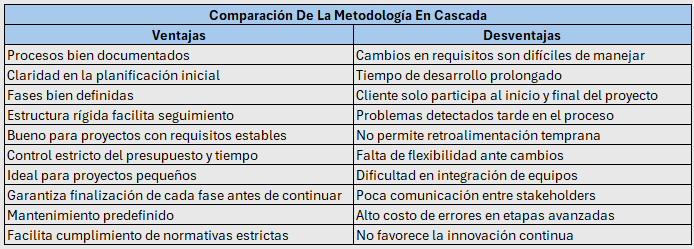 Comparación De La Metodología En Cascada
Ventajas Desventajas
Procesos bien documentados Cambios en requisitos son difíciles de manejar
Claridad en la planificación inicial Tiempo de desarrollo prolongado
Fases bien definidas Cliente solo participa al inicio y final del proyecto
Estructura rígida facilita seguimiento Problemas detectados tarde en el proceso
Bueno para proyectos con requisitos estables No permite retroalimentación temprana
Control estricto del presupuesto y tiempo Falta de flexibilidad ante cambios
Ideal para proyectos pequeños Dificultad en integración de equipos
Garantiza finalización de cada fase antes de continuar Poca comunicación entre stakeholders
Mantenimiento predefinido Alto costo de errores en etapas avanzadas
Facilita cumplimiento de normativas estrictas No favorece la innovación continua